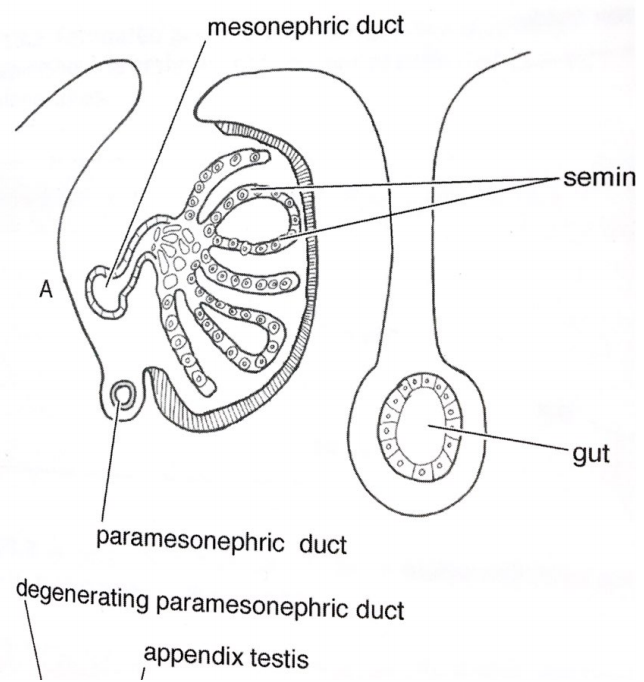 mesonephric duct
semin
A
gut
paramesonephric duct
degenerating paramesonephric duct
appendix testis